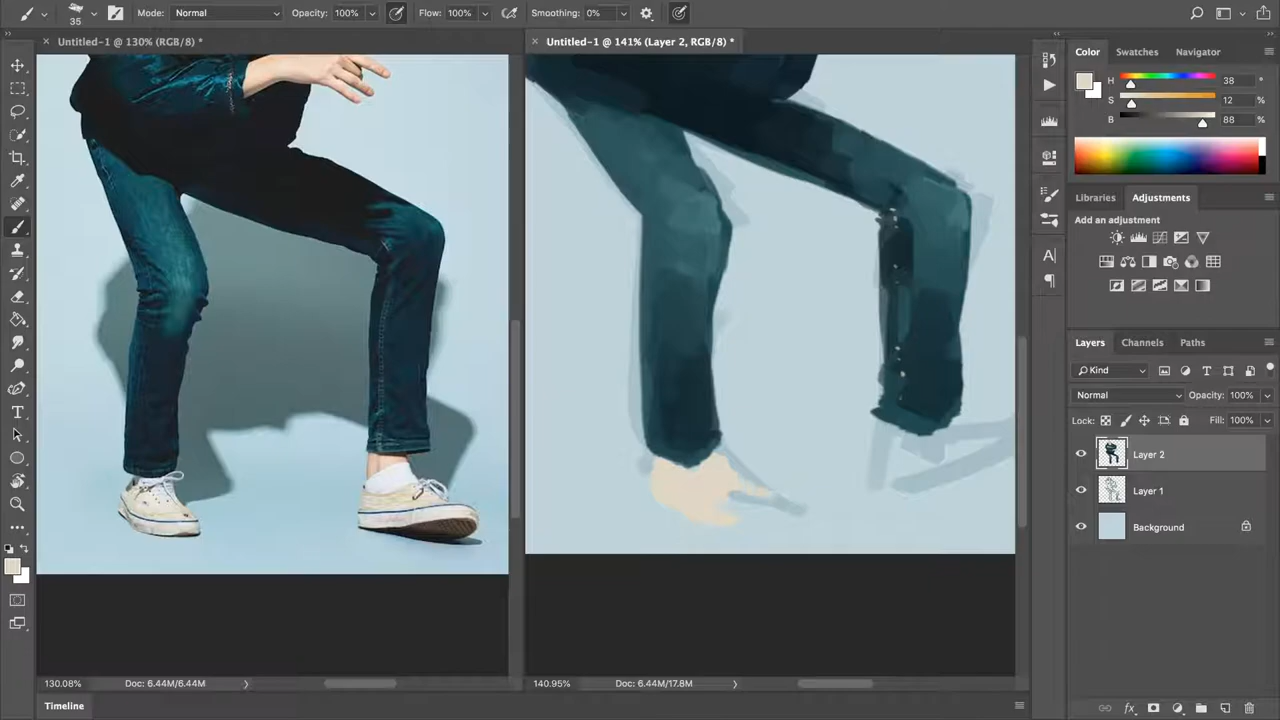 35 Mode: Normal Opacity: 100% Flow: 100% Smoothing: 0%
Untitled-1 @ 130% (RGB/8) *
Untitled-1 @ 141% (Layer 2, RGB/8) *
Color Swatches Navigator
H 38 °
S 12 %
B 88 %
Libraries Adjustments
Add an adjustment
Layers Channels Paths
Kind
Normal Opacity: 100%
Lock: Fill: 100%
Layer 2
Layer 1
Background
130.08% Doc: 6.44M/6.44M
140.95% Doc: 6.44M/17.8M
Timeline